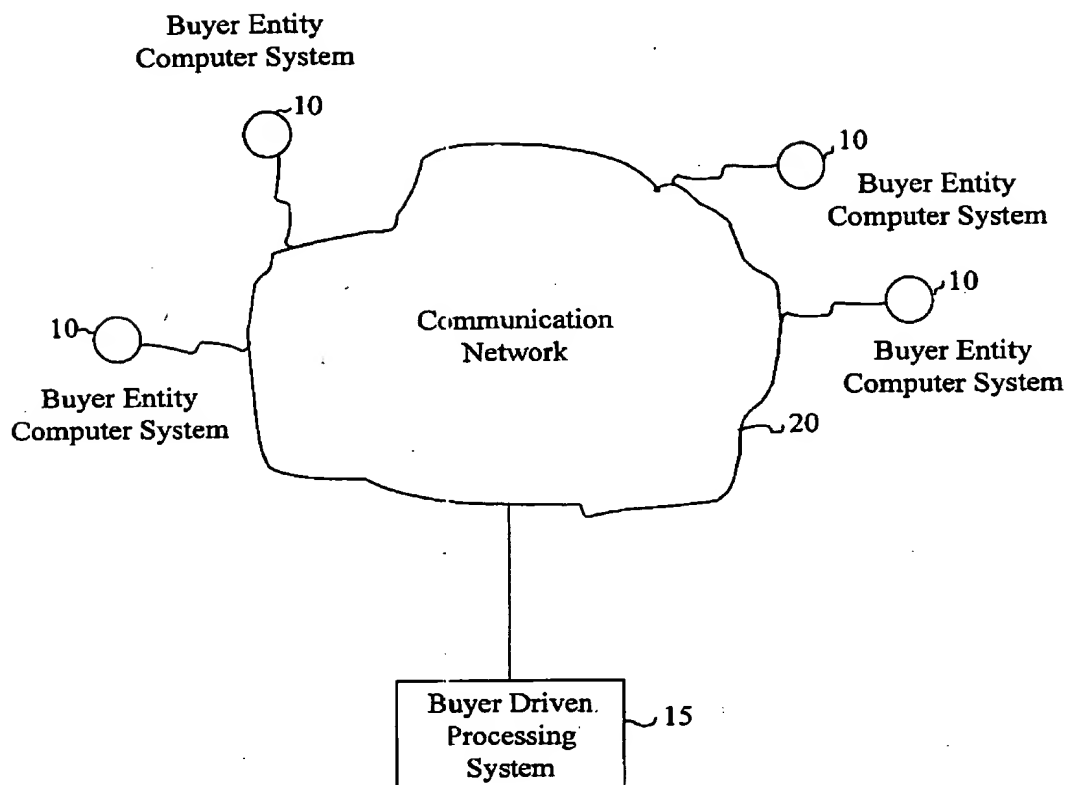 Buyer Entity
Computer System
10
10
Buyer Entity
Computer System
10
Buyer Entity
Computer System
10
Buyer Entity
Computer System
Communication
Network
20
Buyer Driven.
Processing
System
15